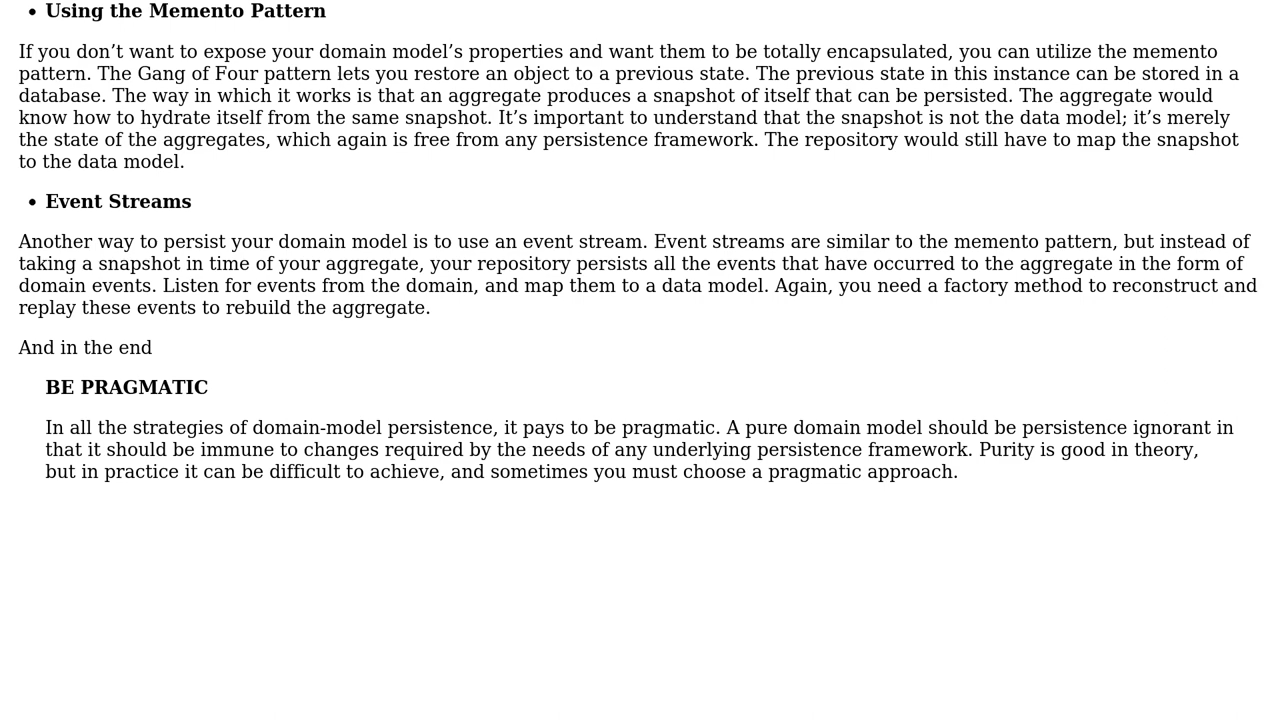 • Using the Memento Pattern
If you don’t want to expose your domain model’s properties and want them to be totally encapsulated, you can utilize the memento
pattern. The Gang of Four pattern lets you restore an object to a previous state. The previous state in this instance can be stored in a
database. The way in which it works is that an aggregate produces a snapshot of itself that can be persisted. The aggregate would
know how to hydrate itself from the same snapshot. It’s important to understand that the snapshot is not the data model; it’s merely
the state of the aggregates, which again is free from any persistence framework. The repository would still have to map the snapshot
to the data model.
• Event Streams
Another way to persist your domain model is to use an event stream. Event streams are similar to the memento pattern, but instead of
taking a snapshot in time of your aggregate, your repository persists all the events that have occurred to the aggregate in the form of
domain events. Listen for events from the domain, and map them to a data model. Again, you need a factory method to reconstruct and
replay these events to rebuild the aggregate.
And in the end
BE PRAGMATIC
In all the strategies of domain-model persistence, it pays to be pragmatic. A pure domain model should be persistence ignorant in
that it should be immune to changes required by the needs of any underlying persistence framework. Purity is good in theory,
but in practice it can be difficult to achieve, and sometimes you must choose a pragmatic approach.